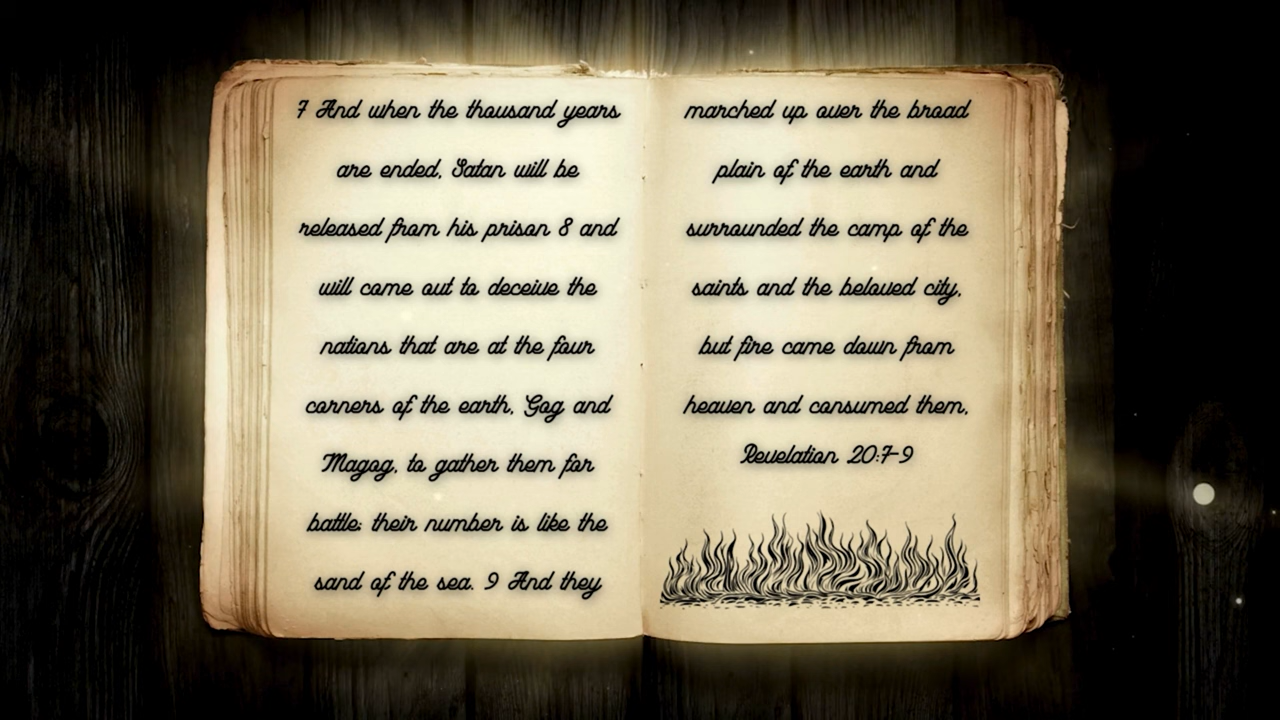 7 And when the thousand years
are ended, Satan will be
released from his prison 8 and
will come out to deceive the
nations that are at the four
corners of the earth, Gog and
Magog, to gather them for
battle; their number is like the
sand of the sea. 9 And they
marched up over the broad
plain of the earth and
surrounded the camp of the
saints and the beloved city,
but fire came down from
heaven and consumed them,
Revelation 20:7-9